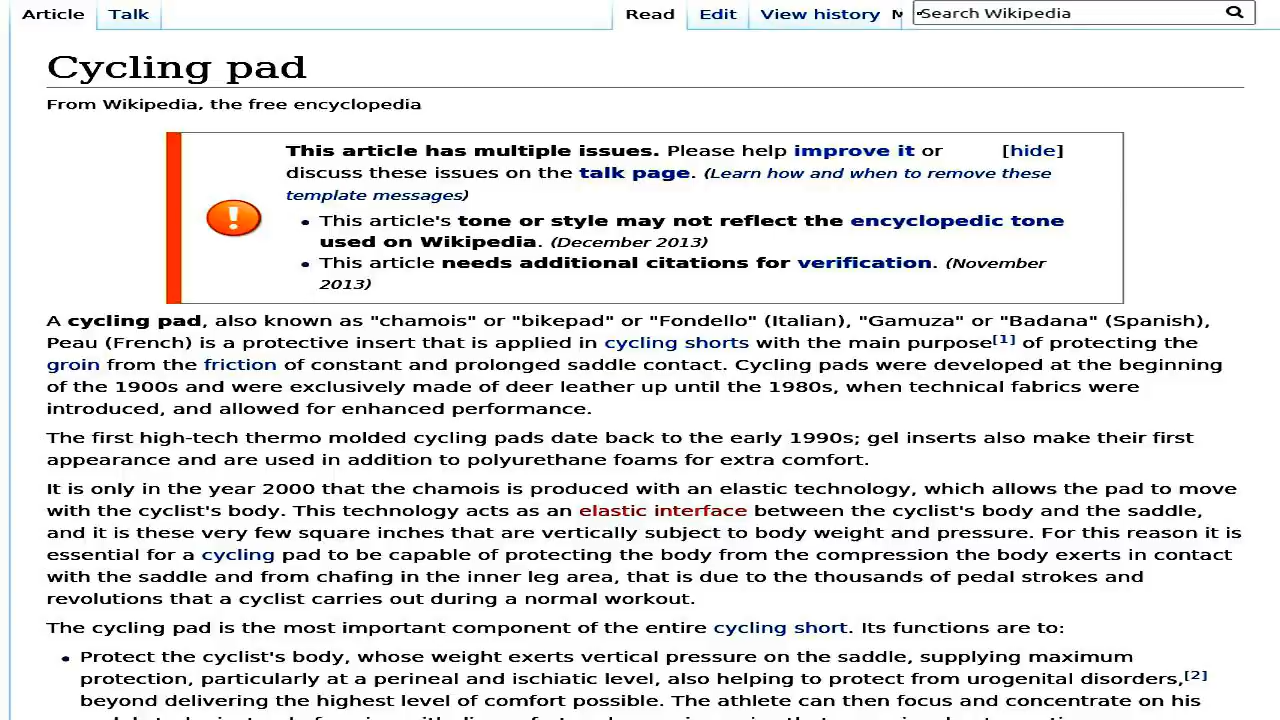 Article Talk Read Edit View history M Search Wikipedia
Cycling pad
From Wikipedia, the free encyclopedia
This article has multiple issues. Please help improve it or [hide]
discuss these issues on the talk page. (Learn how and when to remove these
template messages)
• This article's tone or style may not reflect the encyclopedic tone
used on Wikipedia. (December 2013)
• This article needs additional citations for verification. (November
2013)
A cycling pad, also known as "chamois" or "bikepad" or "Fondello" (Italian), "Gamuza" or "Badana" (Spanish),
Peau (French) is a protective insert that is applied in cycling shorts with the main purpose[1] of protecting the
groin from the friction of constant and prolonged saddle contact. Cycling pads were developed at the beginning
of the 1900s and were exclusively made of deer leather up until the 1980s, when technical fabrics were
introduced, and allowed for enhanced performance.
The first high-tech thermo molded cycling pads date back to the early 1990s; gel inserts also make their first
appearance and are used in addition to polyurethane foams for extra comfort.
It is only in the year 2000 that the chamois is produced with an elastic technology, which allows the pad to move
with the cyclist's body. This technology acts as an elastic interface between the cyclist's body and the saddle,
and it is these very few square inches that are vertically subject to body weight and pressure. For this reason it is
essential for a cycling pad to be capable of protecting the body from the compression the body exerts in contact
with the saddle and from chafing in the inner leg area, that is due to the thousands of pedal strokes and
revolutions that a cyclist carries out during a normal workout.
The cycling pad is the most important component of the entire cycling short. Its functions are to:
• Protect the cyclist's body, whose weight exerts vertical pressure on the saddle, supplying maximum
protection, particularly at a perineal and ischiatic level, also helping to protect from urogenital disorders,[2]
beyond delivering the highest level of comfort possible. The athlete can then focus and concentrate on his